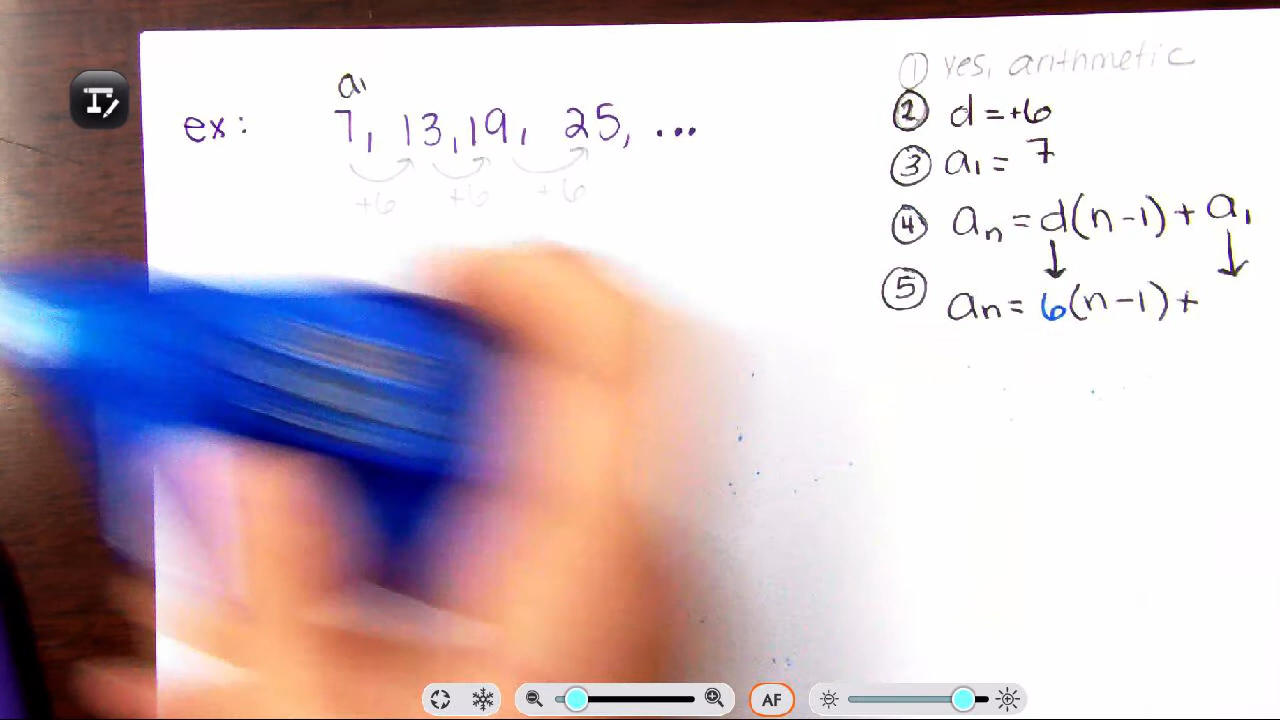 a₁
ex: 7, 13, 19, 25, ...
+6 +6 +6
① yes, arithmetic
② d = +6
③ a₁ = 7
④ aₙ = d(n-1) + a₁
↓ ↓
⑤ aₙ = 6(n-1) +
AF